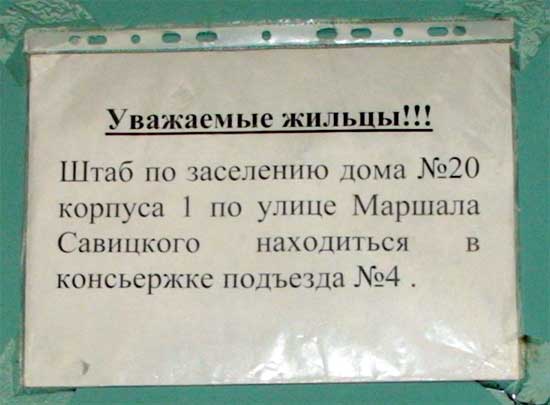 Уважаемые жильцы!!!
Штаб по заселению дома №20
корпуса 1 по улице Маршала
Савицкого находиться в
консьержке подъезда №4 .